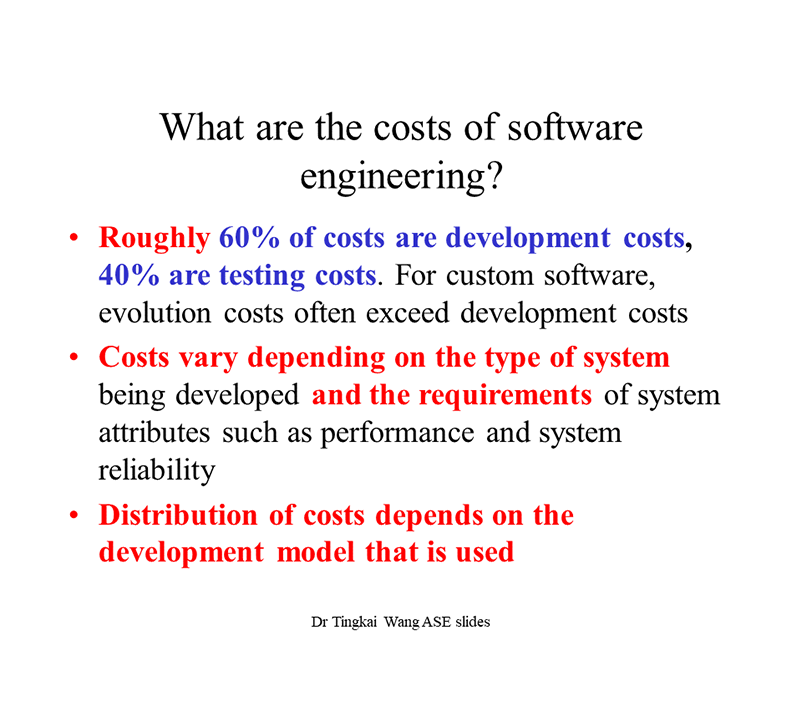 What are the costs of software
engineering?
• Roughly 60% of costs are development costs,
40% are testing costs. For custom software,
evolution costs often exceed development costs
• Costs vary depending on the type of system
being developed and the requirements of system
attributes such as performance and system
reliability
• Distribution of costs depends on the
development model that is used
Dr Tingkai Wang ASE slides